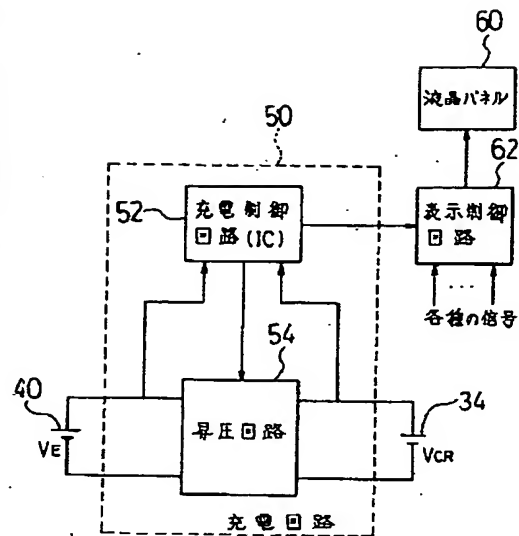 60
液晶パネル
50
62
52
充電制御
回路(IC)
表示制御
回路
各種の信号
54
40
34
昇圧回路
VE
VCR
充電回路